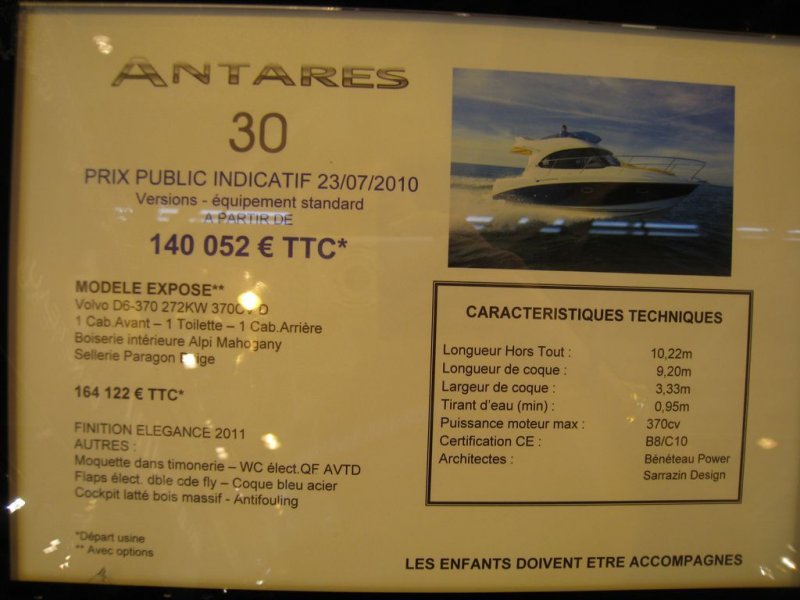 ANTARES
30
PRIX PUBLIC INDICATIF 23/07/2010
Versions - équipement standard
A PARTIR DE
140 052 € TTC*
MODELE EXPOSE**
Volvo D6-370 272KW 370CV D
1 Cab.Avant – 1 Toilette – 1 Cab.Arrière
Boiserie intérieure Alpi Mahogany
Sellerie Paragon Beige
164 122 € TTC*
FINITION ELEGANCE 2011
AUTRES :
Moquette dans timonerie – WC élect.QF AVTD
Flaps élect. dble cde fly – Coque bleu acier
Cockpit latté bois massif - Antifouling
*Départ usine
** Avec options
CARACTERISTIQUES TECHNIQUES
Longueur Hors Tout : 10,22m
Longueur de coque : 9,20m
Largeur de coque : 3,33m
Tirant d'eau (min) : 0,95m
Puissance moteur max : 370cv
Certification CE : B8/C10
Architectes : Bénéteau Power
Sarrazin Design
LES ENFANTS DOIVENT ETRE ACCOMPAGNES